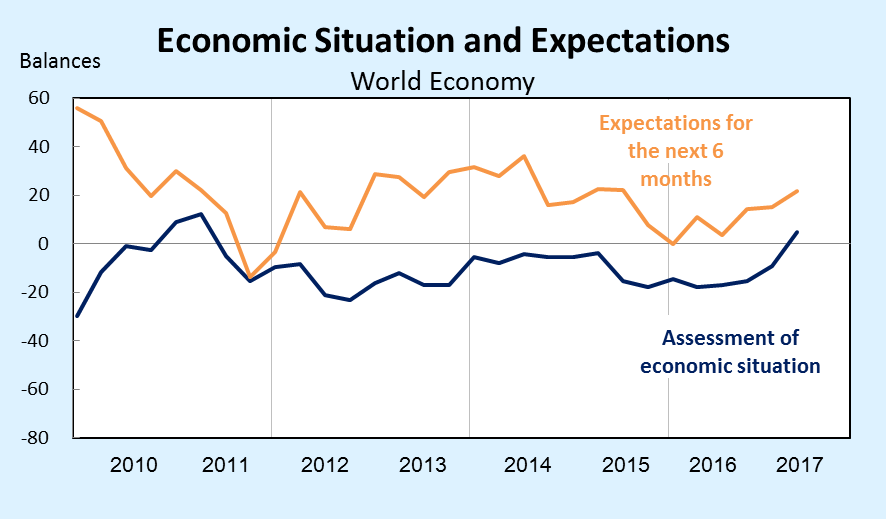 Economic Situation and Expectations
Balances
World Economy
60
40
20
0
-20
-40
-60
-80
Expectations for
the next 6
months
Assessment of
economic situation
2010 2011 2012 2013 2014 2015 2016 2017